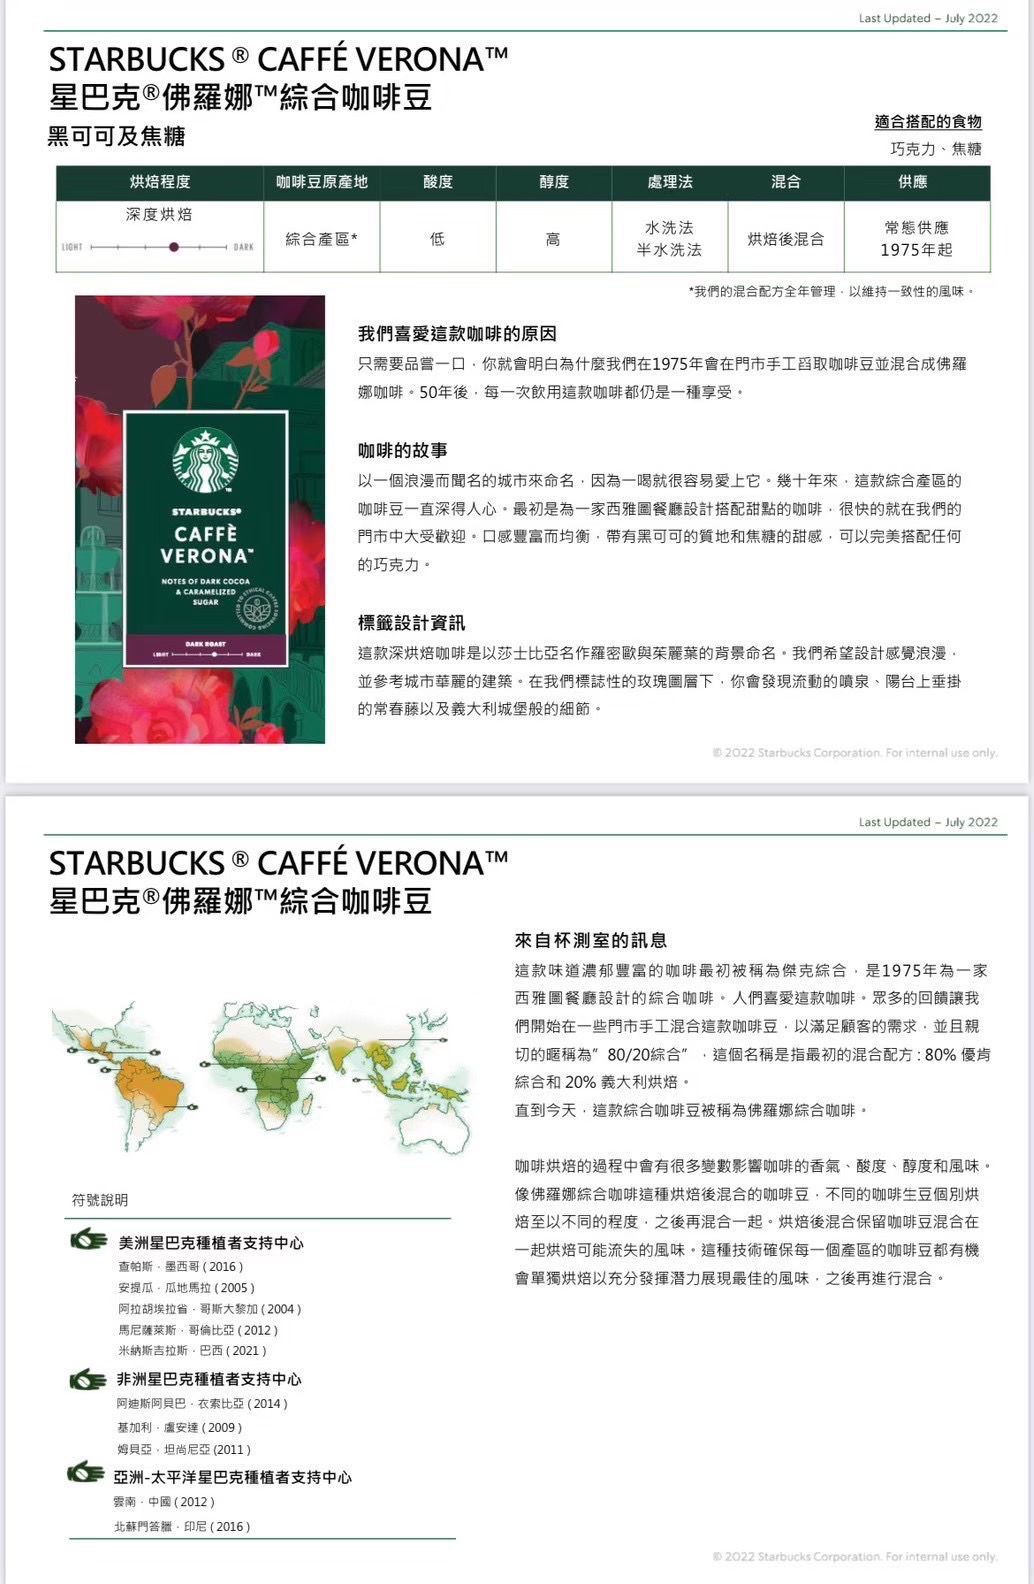 Last Updated – July 2022
STARBUCKS ® CAFFÉ VERONA™
星巴克®佛羅娜™綜合咖啡豆
黑可可及焦糖
適合搭配的食物
巧克力、焦糖
烘焙程度 咖啡豆原產地 酸度 醇度 處理法 混合 供應
深度烘焙
LIGHT DARK
綜合產區*
低
高
水洗法
半水洗法
烘焙後混合
常態供應
1975年起
*我們的混合配方全年管理，以維持一致性的風味。
STARBUCKS®
CAFFÈ
VERONA™
NOTES OF DARK COCOA
& CARAMELIZED
SUGAR
COMMITTED TO ETHICAL COFFEE SOURCING
DARK ROAST
LIGHT DARK
我們喜愛這款咖啡的原因
只需要品嘗一口，你就會明白為什麼我們在1975年會在門市手工舀取咖啡豆並混合成佛羅
娜咖啡。50年後，每一次飲用這款咖啡都仍是一種享受。
咖啡的故事
以一個浪漫而聞名的城市來命名，因為一喝就很容易愛上它。幾十年來，這款綜合產區的
咖啡豆一直深得人心。最初是為一家西雅圖餐廳設計搭配甜點的咖啡，很快的就在我們的
門市中大受歡迎。口感豐富而均衡，帶有黑可可的質地和焦糖的甜感，可以完美搭配任何
的巧克力。
標籤設計資訊
這款深烘焙咖啡是以莎士比亞名作羅密歐與茱麗葉的背景命名。我們希望設計感覺浪漫，
並參考城市華麗的建築。在我們標誌性的玫瑰圖層下，你會發現流動的噴泉、陽台上垂掛
的常春藤以及義大利城堡般的細節。
© 2022 Starbucks Corporation. For internal use only.
Last Updated – July 2022
STARBUCKS ® CAFFÉ VERONA™
星巴克®佛羅娜™綜合咖啡豆
來自杯測室的訊息
這款味道濃郁豐富的咖啡最初被稱為傑克綜合，是1975年為一家
西雅圖餐廳設計的綜合咖啡。人們喜愛這款咖啡。眾多的回饋讓我
們開始在一些門市手工混合這款咖啡豆，以滿足顧客的需求，並且親
切的暱稱為”80/20綜合”，這個名稱是指最初的混合配方：80% 優肯
綜合和 20% 義大利烘焙。
直到今天，這款綜合咖啡豆被稱為佛羅娜綜合咖啡。
咖啡烘焙的過程中會有很多變數影響咖啡的香氣、酸度、醇度和風味。
像佛羅娜綜合咖啡這種烘焙後混合的咖啡豆，不同的咖啡生豆個別烘
焙至以不同的程度，之後再混合一起。烘焙後混合保留咖啡豆混合在
一起烘焙可能流失的風味。這種技術確保每一個產區的咖啡豆都有機
會單獨烘焙以充分發揮潛力展現最佳的風味，之後再進行混合。
符號說明
美洲星巴克種植者支持中心
查帕斯，墨西哥 ( 2016 )
安提瓜，瓜地馬拉 ( 2005 )
阿拉胡埃拉省，哥斯大黎加 ( 2004 )
馬尼薩萊斯，哥倫比亞 ( 2012 )
米納斯吉拉斯，巴西 ( 2021 )
非洲星巴克種植者支持中心
阿迪斯阿貝巴，衣索比亞 ( 2014 )
基加利，盧安達 ( 2009 )
姆貝亞，坦尚尼亞 (2011 )
亞洲-太平洋星巴克種植者支持中心
雲南，中國 ( 2012 )
北蘇門答臘，印尼 ( 2016 )
© 2022 Starbucks Corporation. For internal use only.